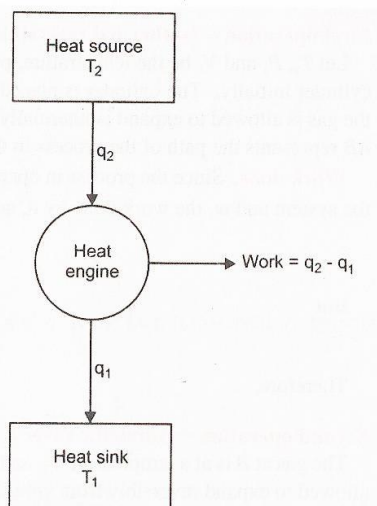 Heat source
T₂
q₂
Heat
engine
Work = q₂ - q₁
q₁
Heat sink
T₁